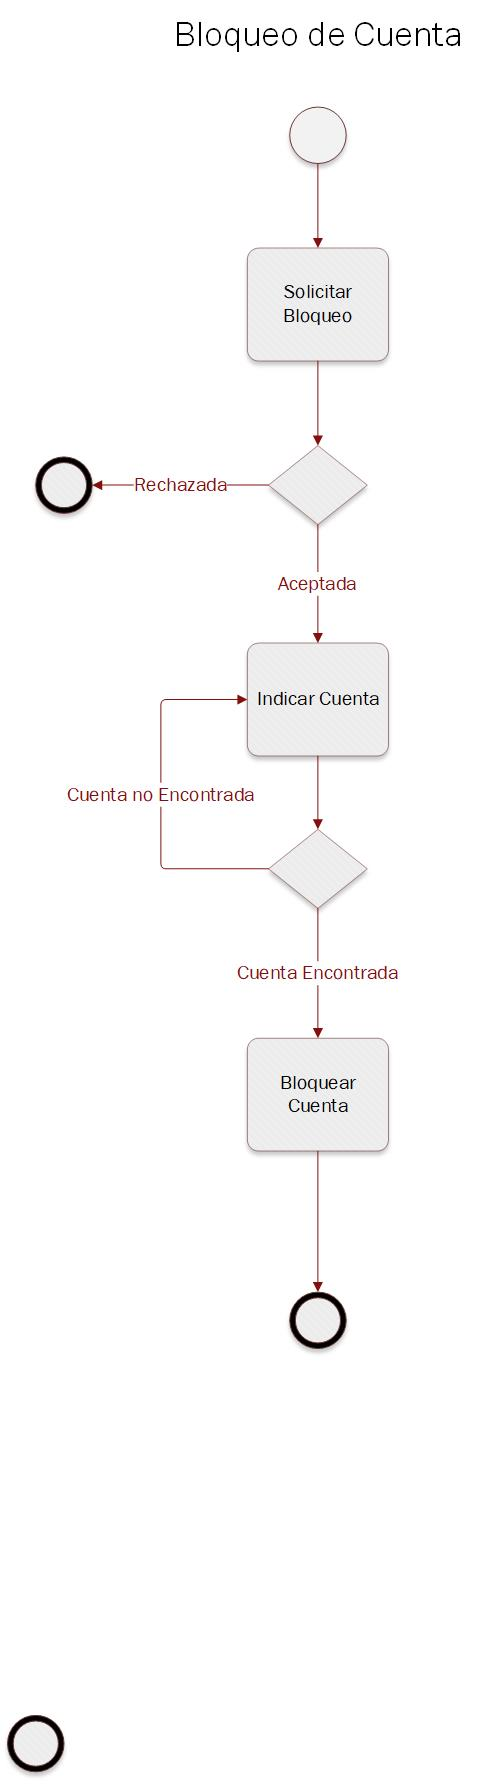 Bloqueo de Cuenta
Solicitar
Bloqueo
Rechazada
Aceptada
Indicar Cuenta
Cuenta no Encontrada
Cuenta Encontrada
Bloquear
Cuenta